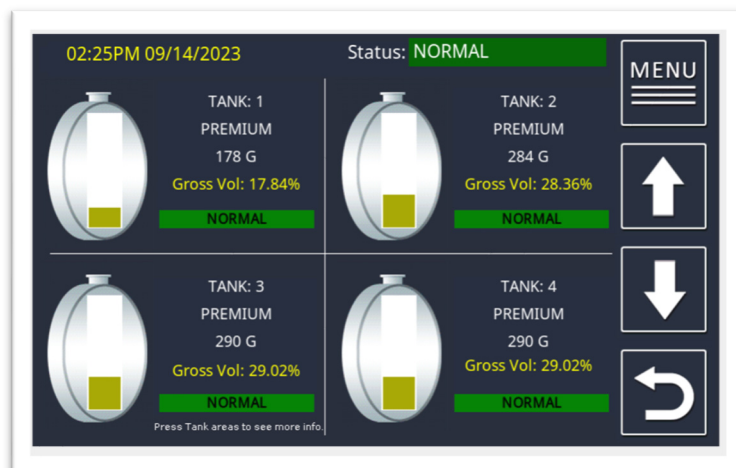 02:25PM 09/14/2023
Status: NORMAL
MENU
TANK: 1
PREMIUM
178 G
Gross Vol: 17.84%
NORMAL
TANK: 2
PREMIUM
284 G
Gross Vol: 28.36%
NORMAL
TANK: 3
PREMIUM
290 G
Gross Vol: 29.02%
NORMAL
TANK: 4
PREMIUM
290 G
Gross Vol: 29.02%
NORMAL
Press Tank areas to see more info.